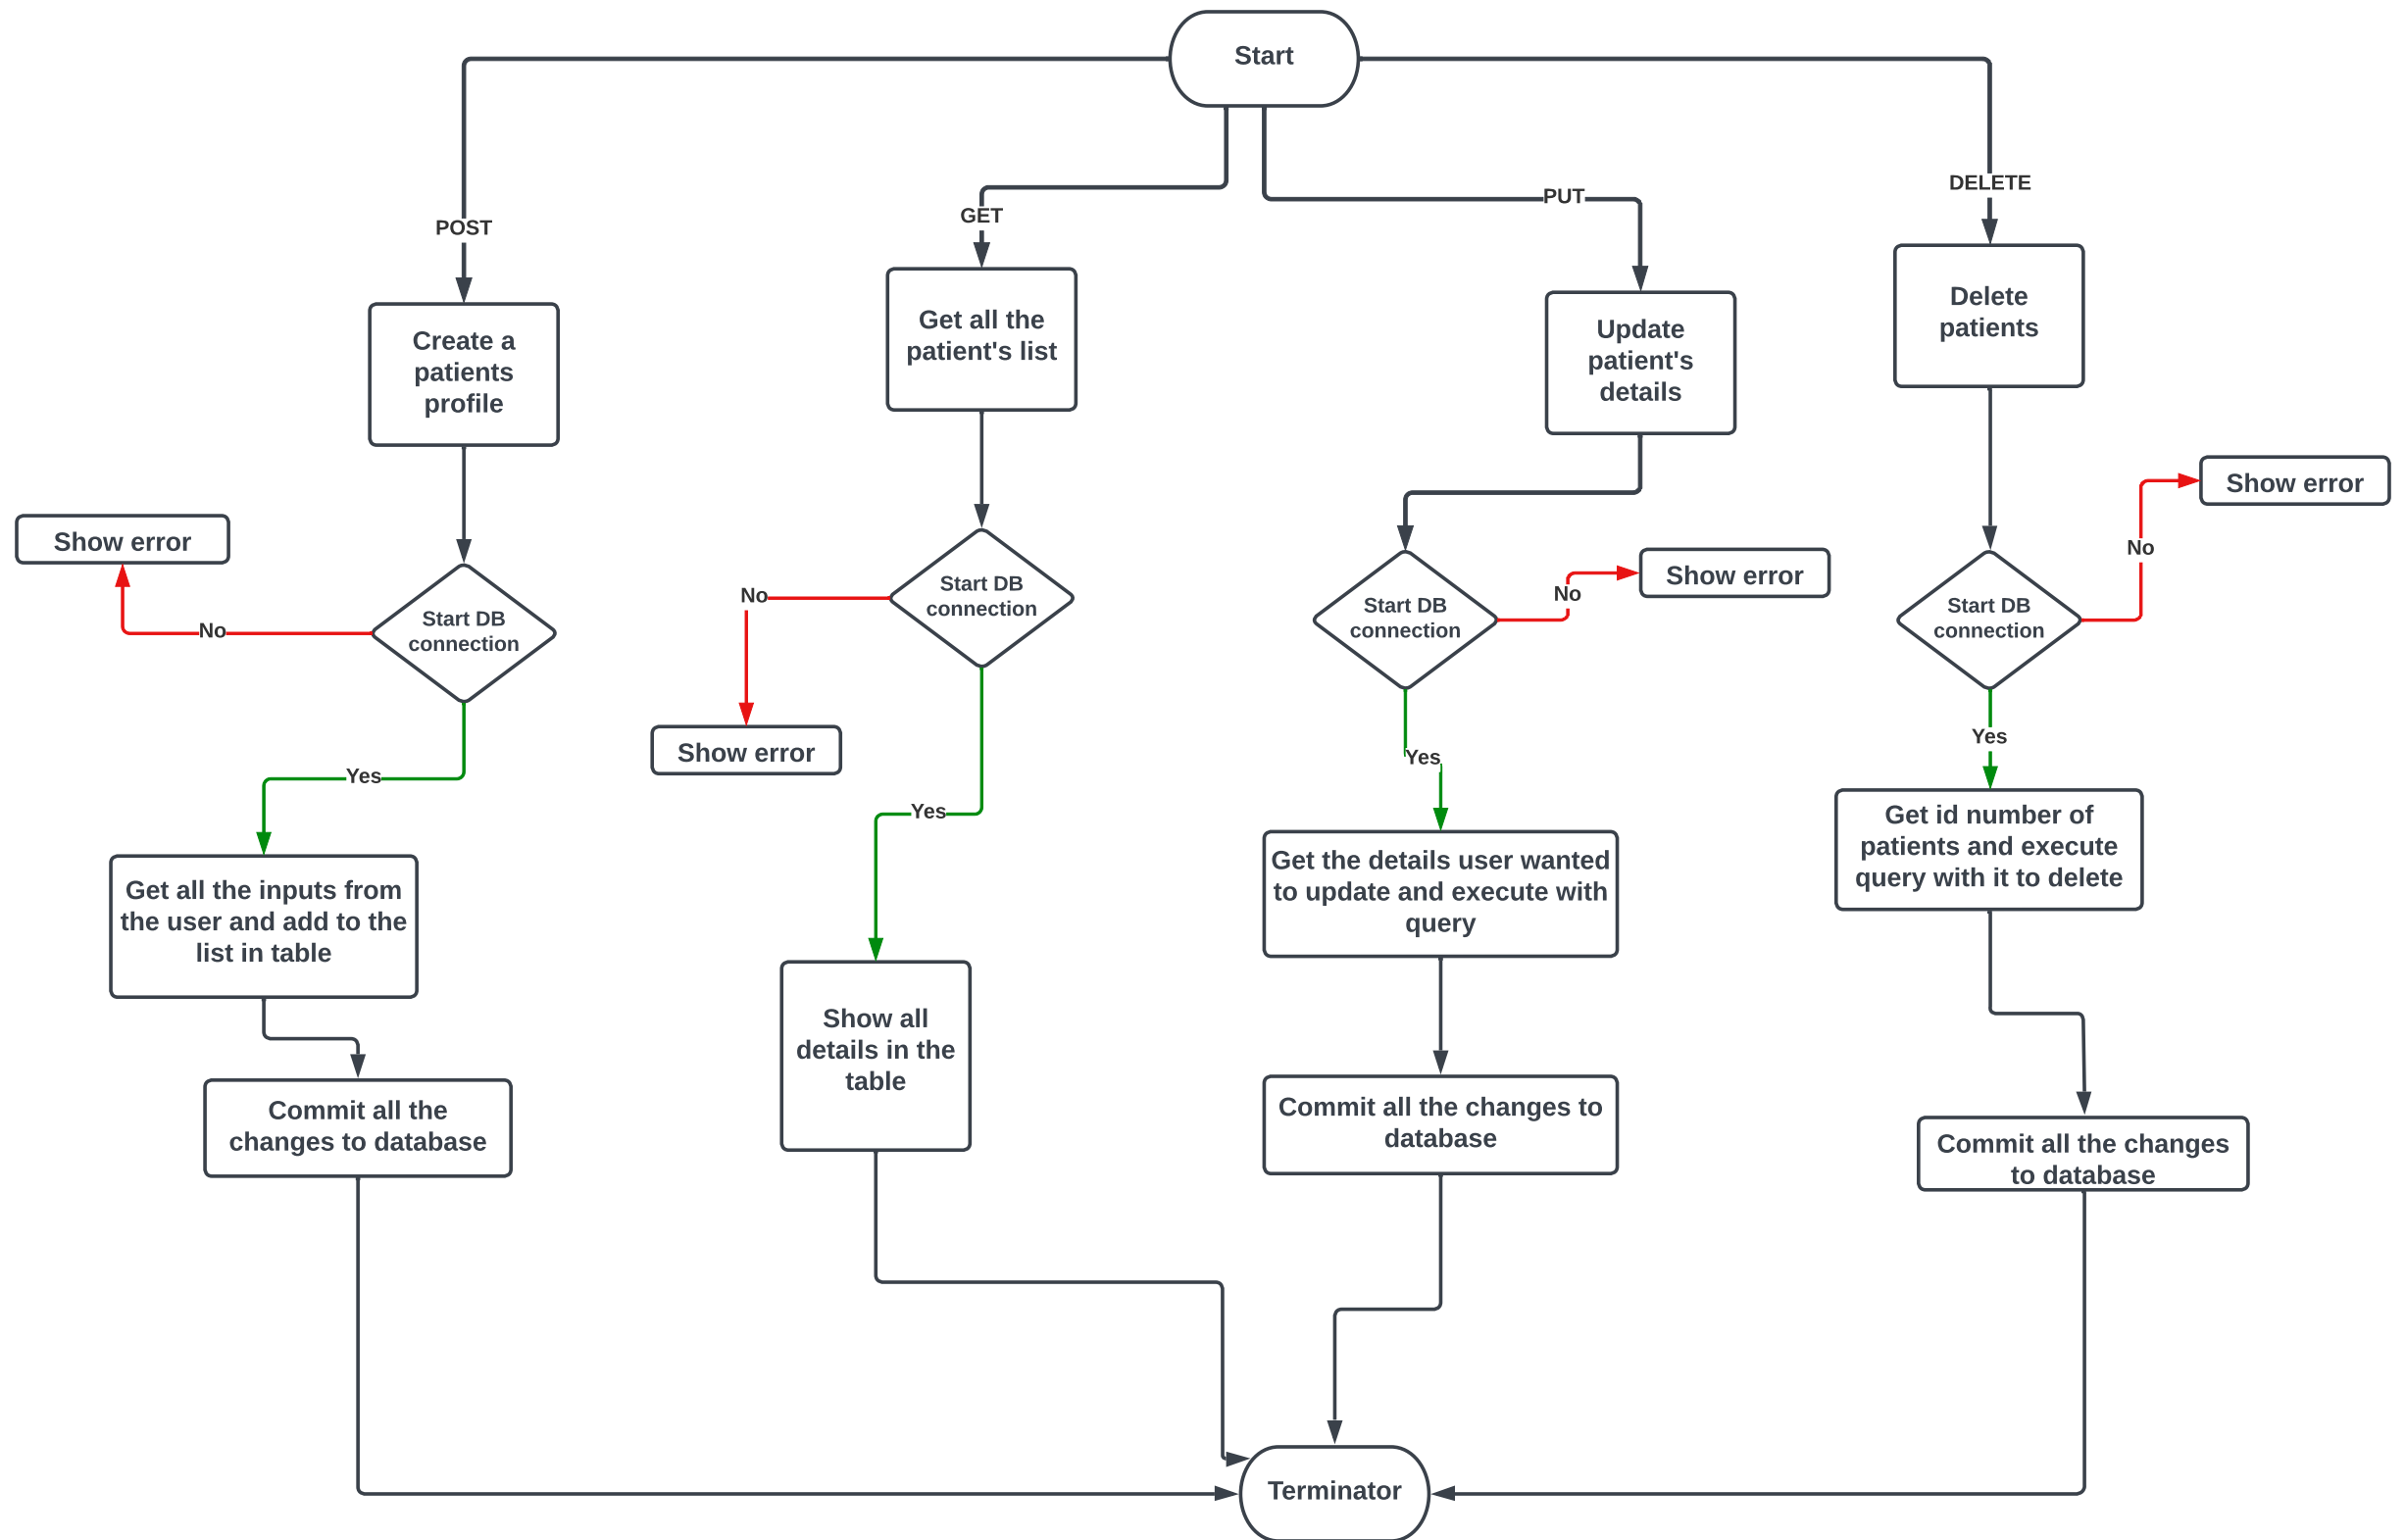 Start
POST
GET
PUT
DELETE
Create a
patients
profile
Get all the
patient's list
Update
patient's
details
Delete
patients
Show error
No
Start DB
connection
Yes
Get all the inputs from
the user and add to the
list in table
Commit all the
changes to database
Start DB
connection
No
Show error
Yes
Show all
details in the
table
Start DB
connection
No
Show error
Yes
Get the details user wanted
to update and execute with
query
Commit all the changes to
database
Show error
No
Start DB
connection
Yes
Get id number of
patients and execute
query with it to delete
Commit all the changes
to database
Terminator